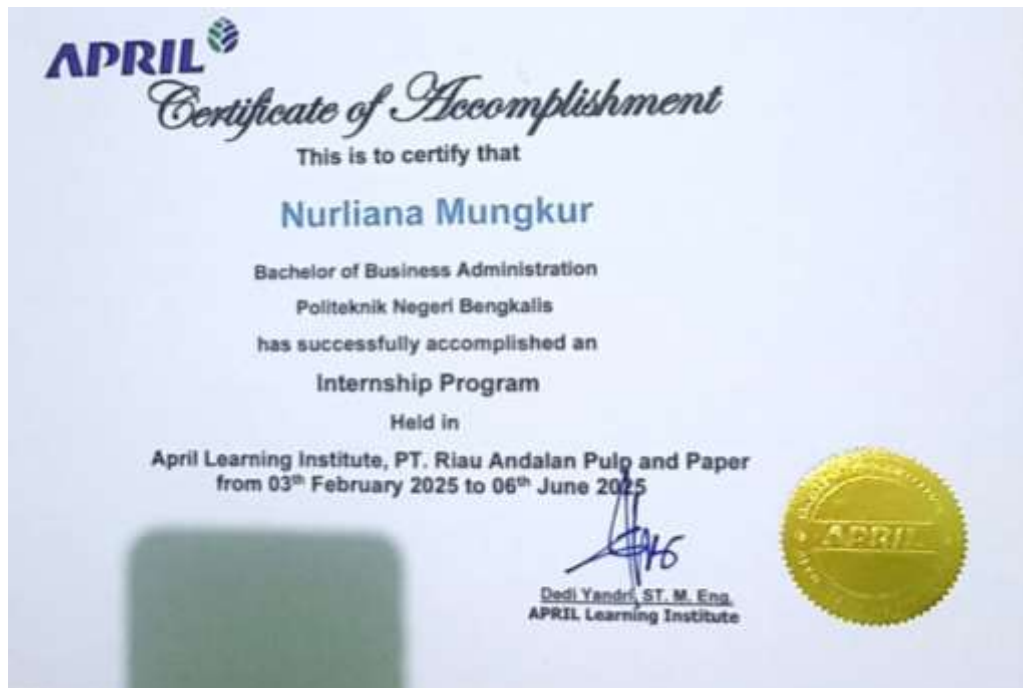 APRIL
Certificate of Accomplishment
This is to certify that
Nurliana Mungkur
Bachelor of Business Administration
Politeknik Negeri Bengkalis
has successfully accomplished an
Internship Program
Held in
April Learning Institute, PT. Riau Andalan Pulp and Paper
from 03th February 2025 to 06th June 2025
Dedi Yandri, ST. M. Eng.
APRIL Learning Institute
APRIL